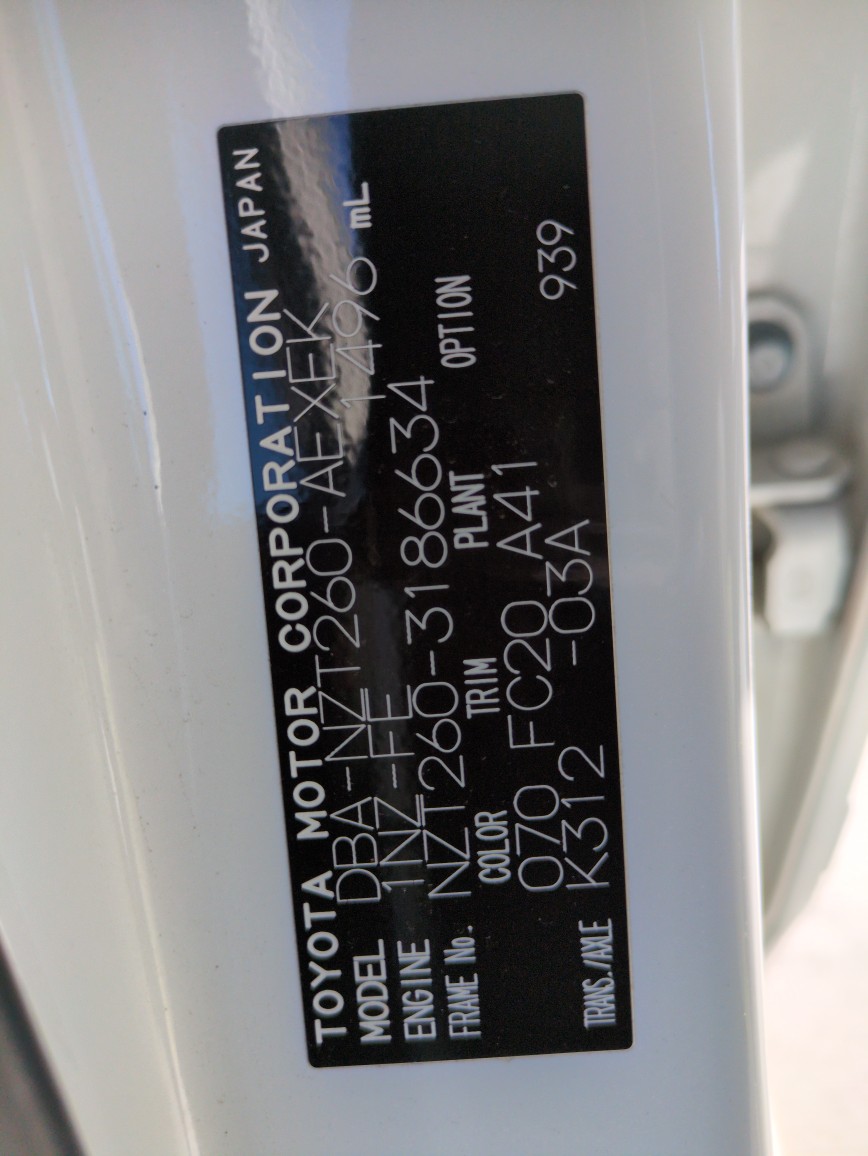 TOYOTA MOTOR CORPORATION JAPAN
MODEL DBA-NZT260-AEXEK
ENGINE 1NZ-FE 1496 mL
FRAME No. NZT260-3186634
COLOR TRIM PLANT OPTION
070 FC20 A41
TRANS./AXLE K312 -03A 939